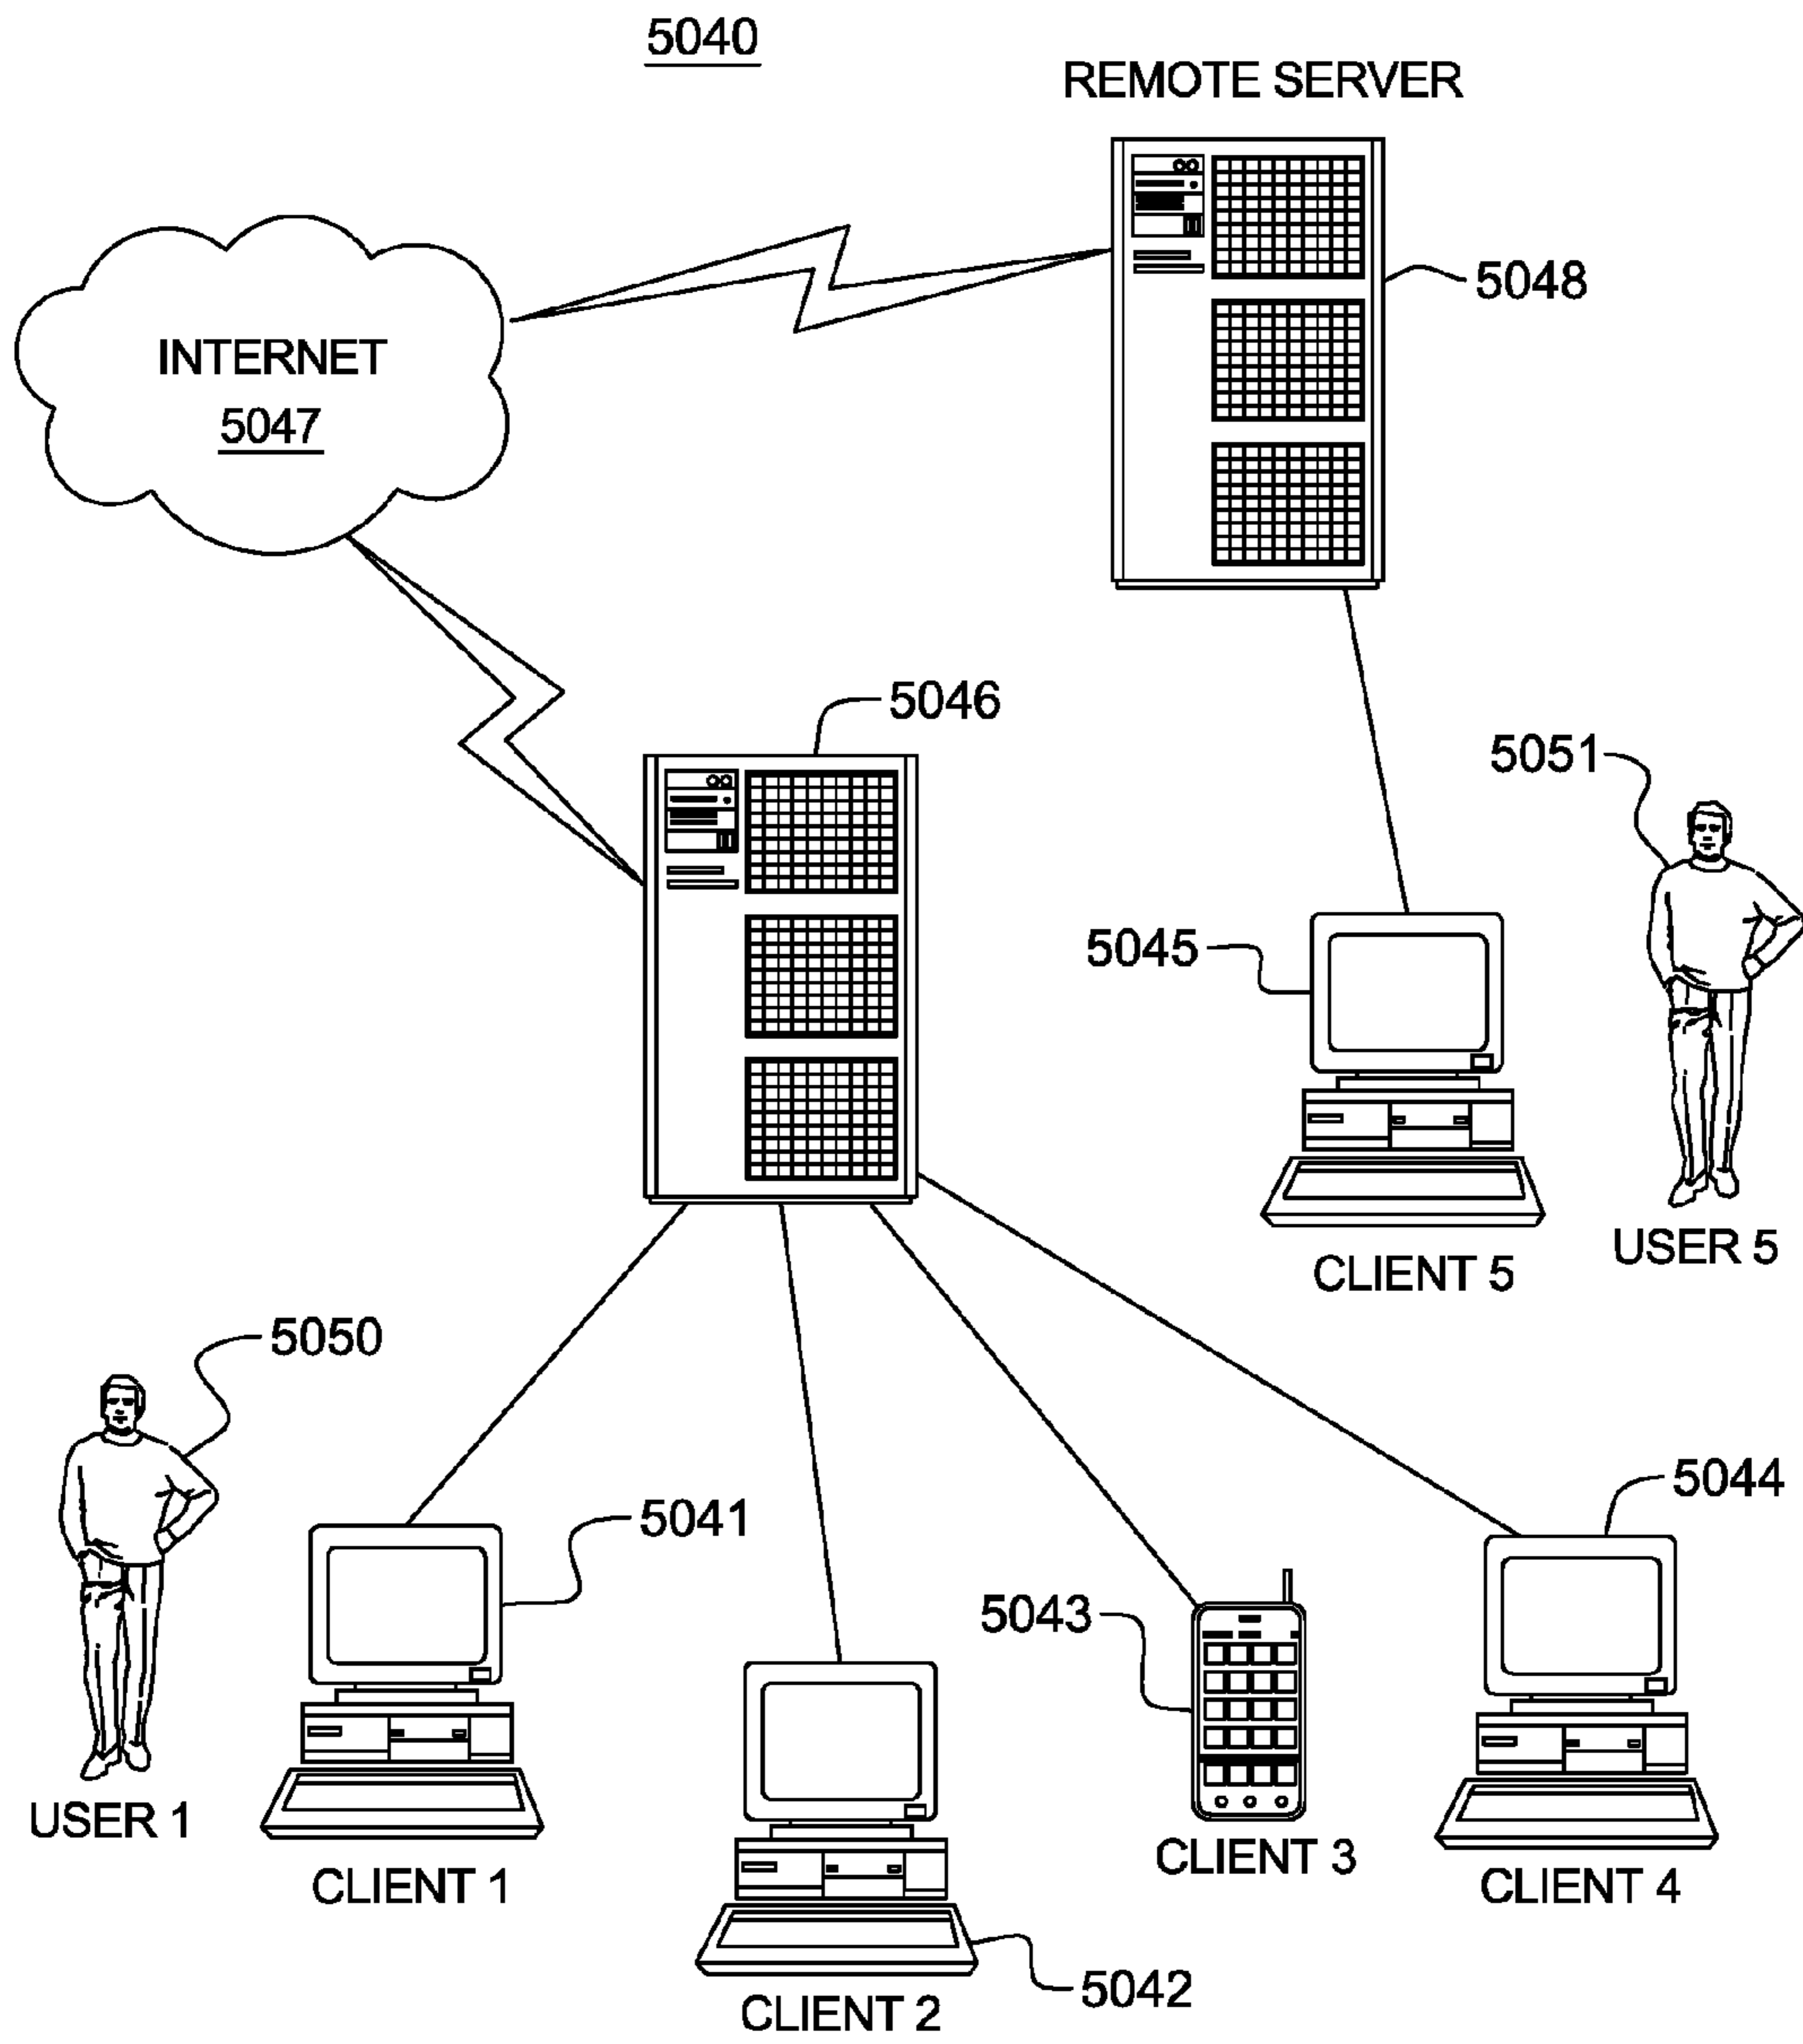 5040
REMOTE SERVER
5048
INTERNET
5047
5046
5051
5045
USER 5
CLIENT 5
5050
5044
5041
5043
USER 1
CLIENT 3
CLIENT 1
CLIENT 4
5042
CLIENT 2